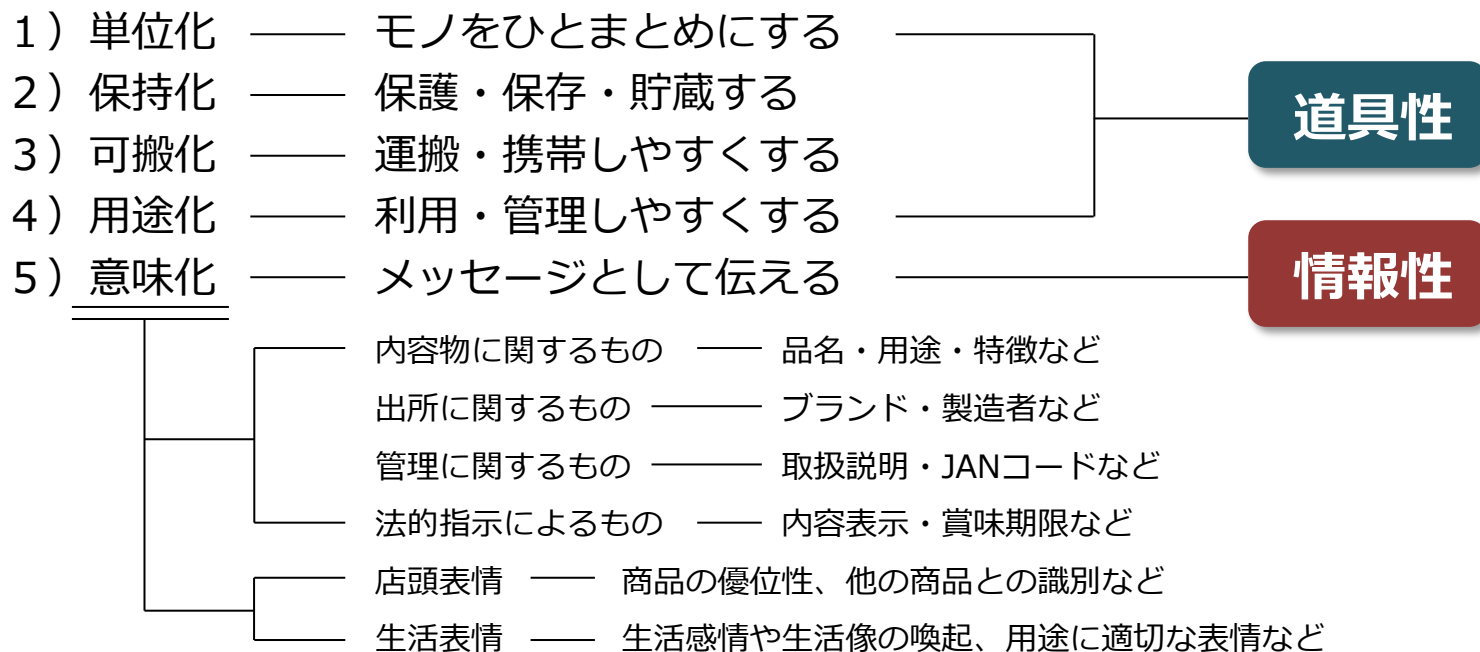 1）単位化 モノをひとまとめにする
2）保持化 保護・保存・貯蔵する
道具性
3）可搬化 運搬・携帯しやすくする
4）用途化 利用・管理しやすくする
5）意味化 メッセージとして伝える
情報性
内容物に関するもの 品名・用途・特徴など
出所に関するもの ブランド・製造者など
管理に関するもの 取扱説明・JANコードなど
法的指示によるもの 内容表示・賞味期限など
店頭表情 商品の優位性、他の商品との識別など
生活表情 生活感情や生活像の喚起、用途に適切な表情など